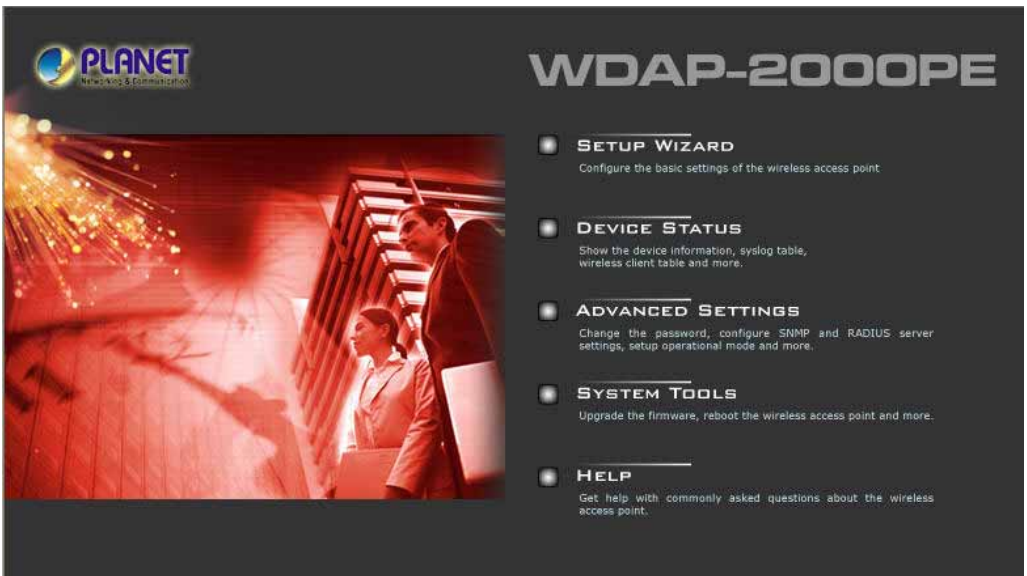 PLANET
Networking & Communication
WDAP-2000PE
SETUP WIZARD
Configure the basic settings of the wireless access point
DEVICE STATUS
Show the device information, syslog table,
wireless client table and more.
ADVANCED SETTINGS
Change the password, configure SNMP and RADIUS server
settings, setup operational mode and more.
SYSTEM TOOLS
Upgrade the firmware, reboot the wireless access point and more.
HELP
Get help with commonly asked questions about the wireless
access point.